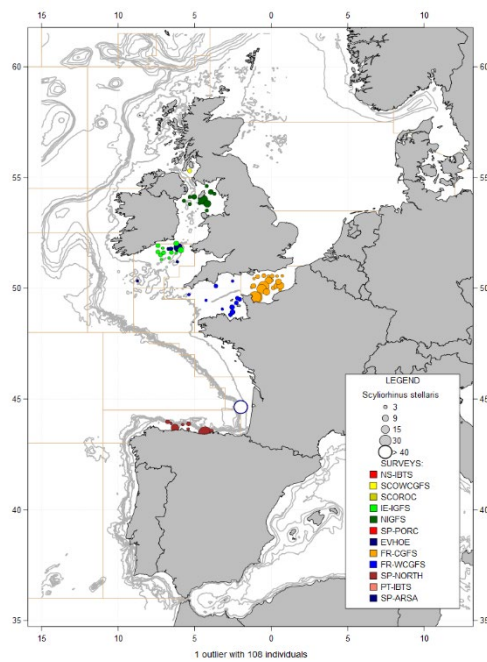 60
55
50
45
40
35
15
10
5
0
5
10
15
10
5
0
5
10
60
55
50
45
40
35
LEGEND
Scyliorhinus stellaris
3
9
15
30
> 40
SURVEYS:
NS-IBTS
SCOWCGFS
SCOROC
IE-IGFS
NIGFS
SP-PORC
EVHOE
FR-CGFS
FR-WCGFS
SP-NORTH
PT-IBTS
SP-ARSA
1 outlier with 108 individuals